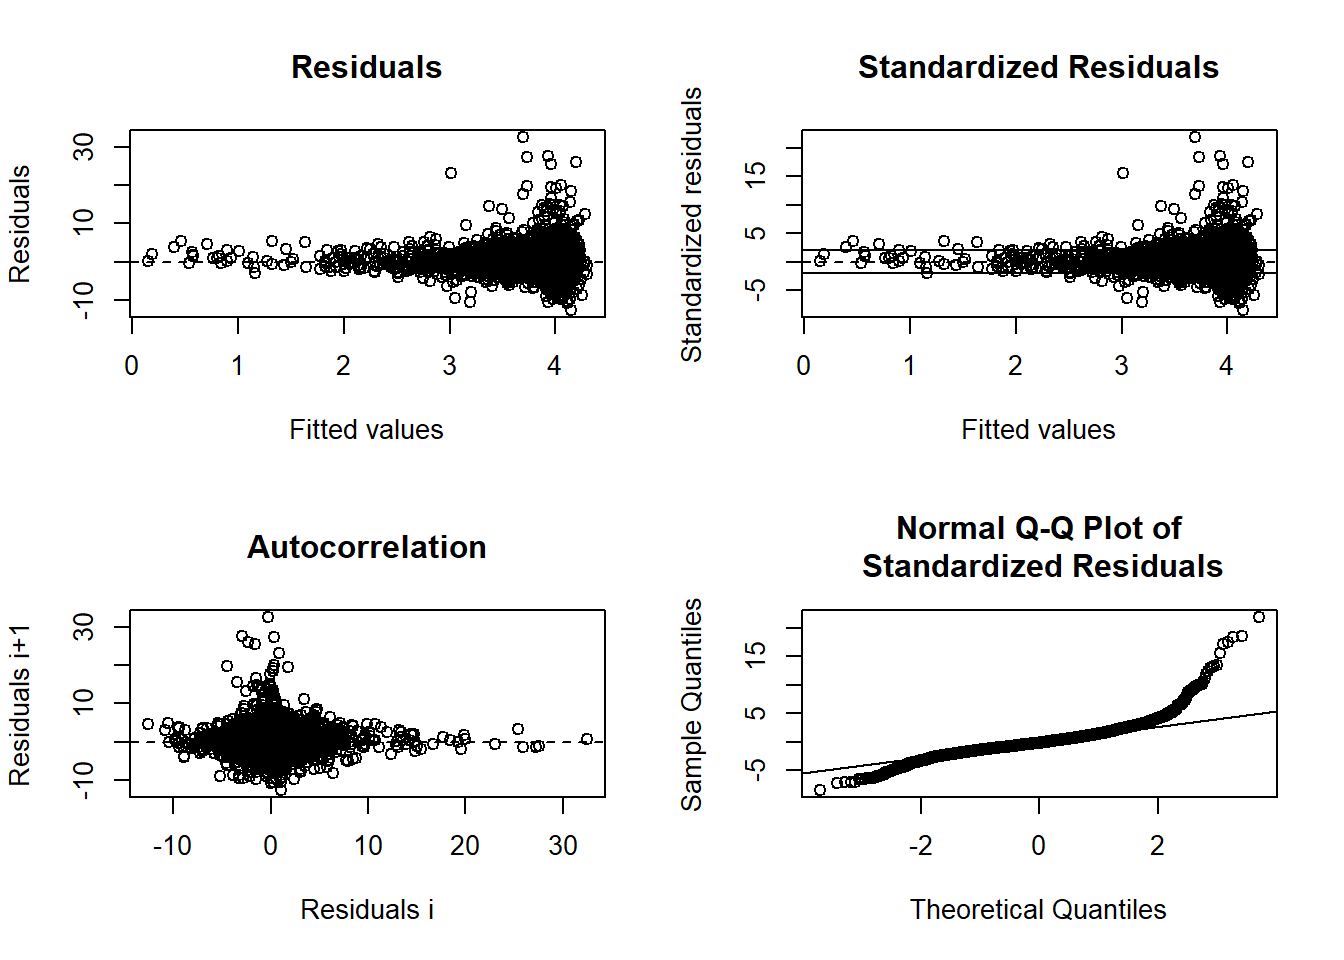 Residuals
Residuals
-10 10 30
0 1 2 3 4
Fitted values
Standardized Residuals
Standardized residuals
-5 5 15
0 1 2 3 4
Fitted values
Autocorrelation
Residuals i+1
-10 10 30
-10 0 10 20 30
Residuals i
Normal Q-Q Plot of
Standardized Residuals
Sample Quantiles
-5 5 15
-2 0 2
Theoretical Quantiles